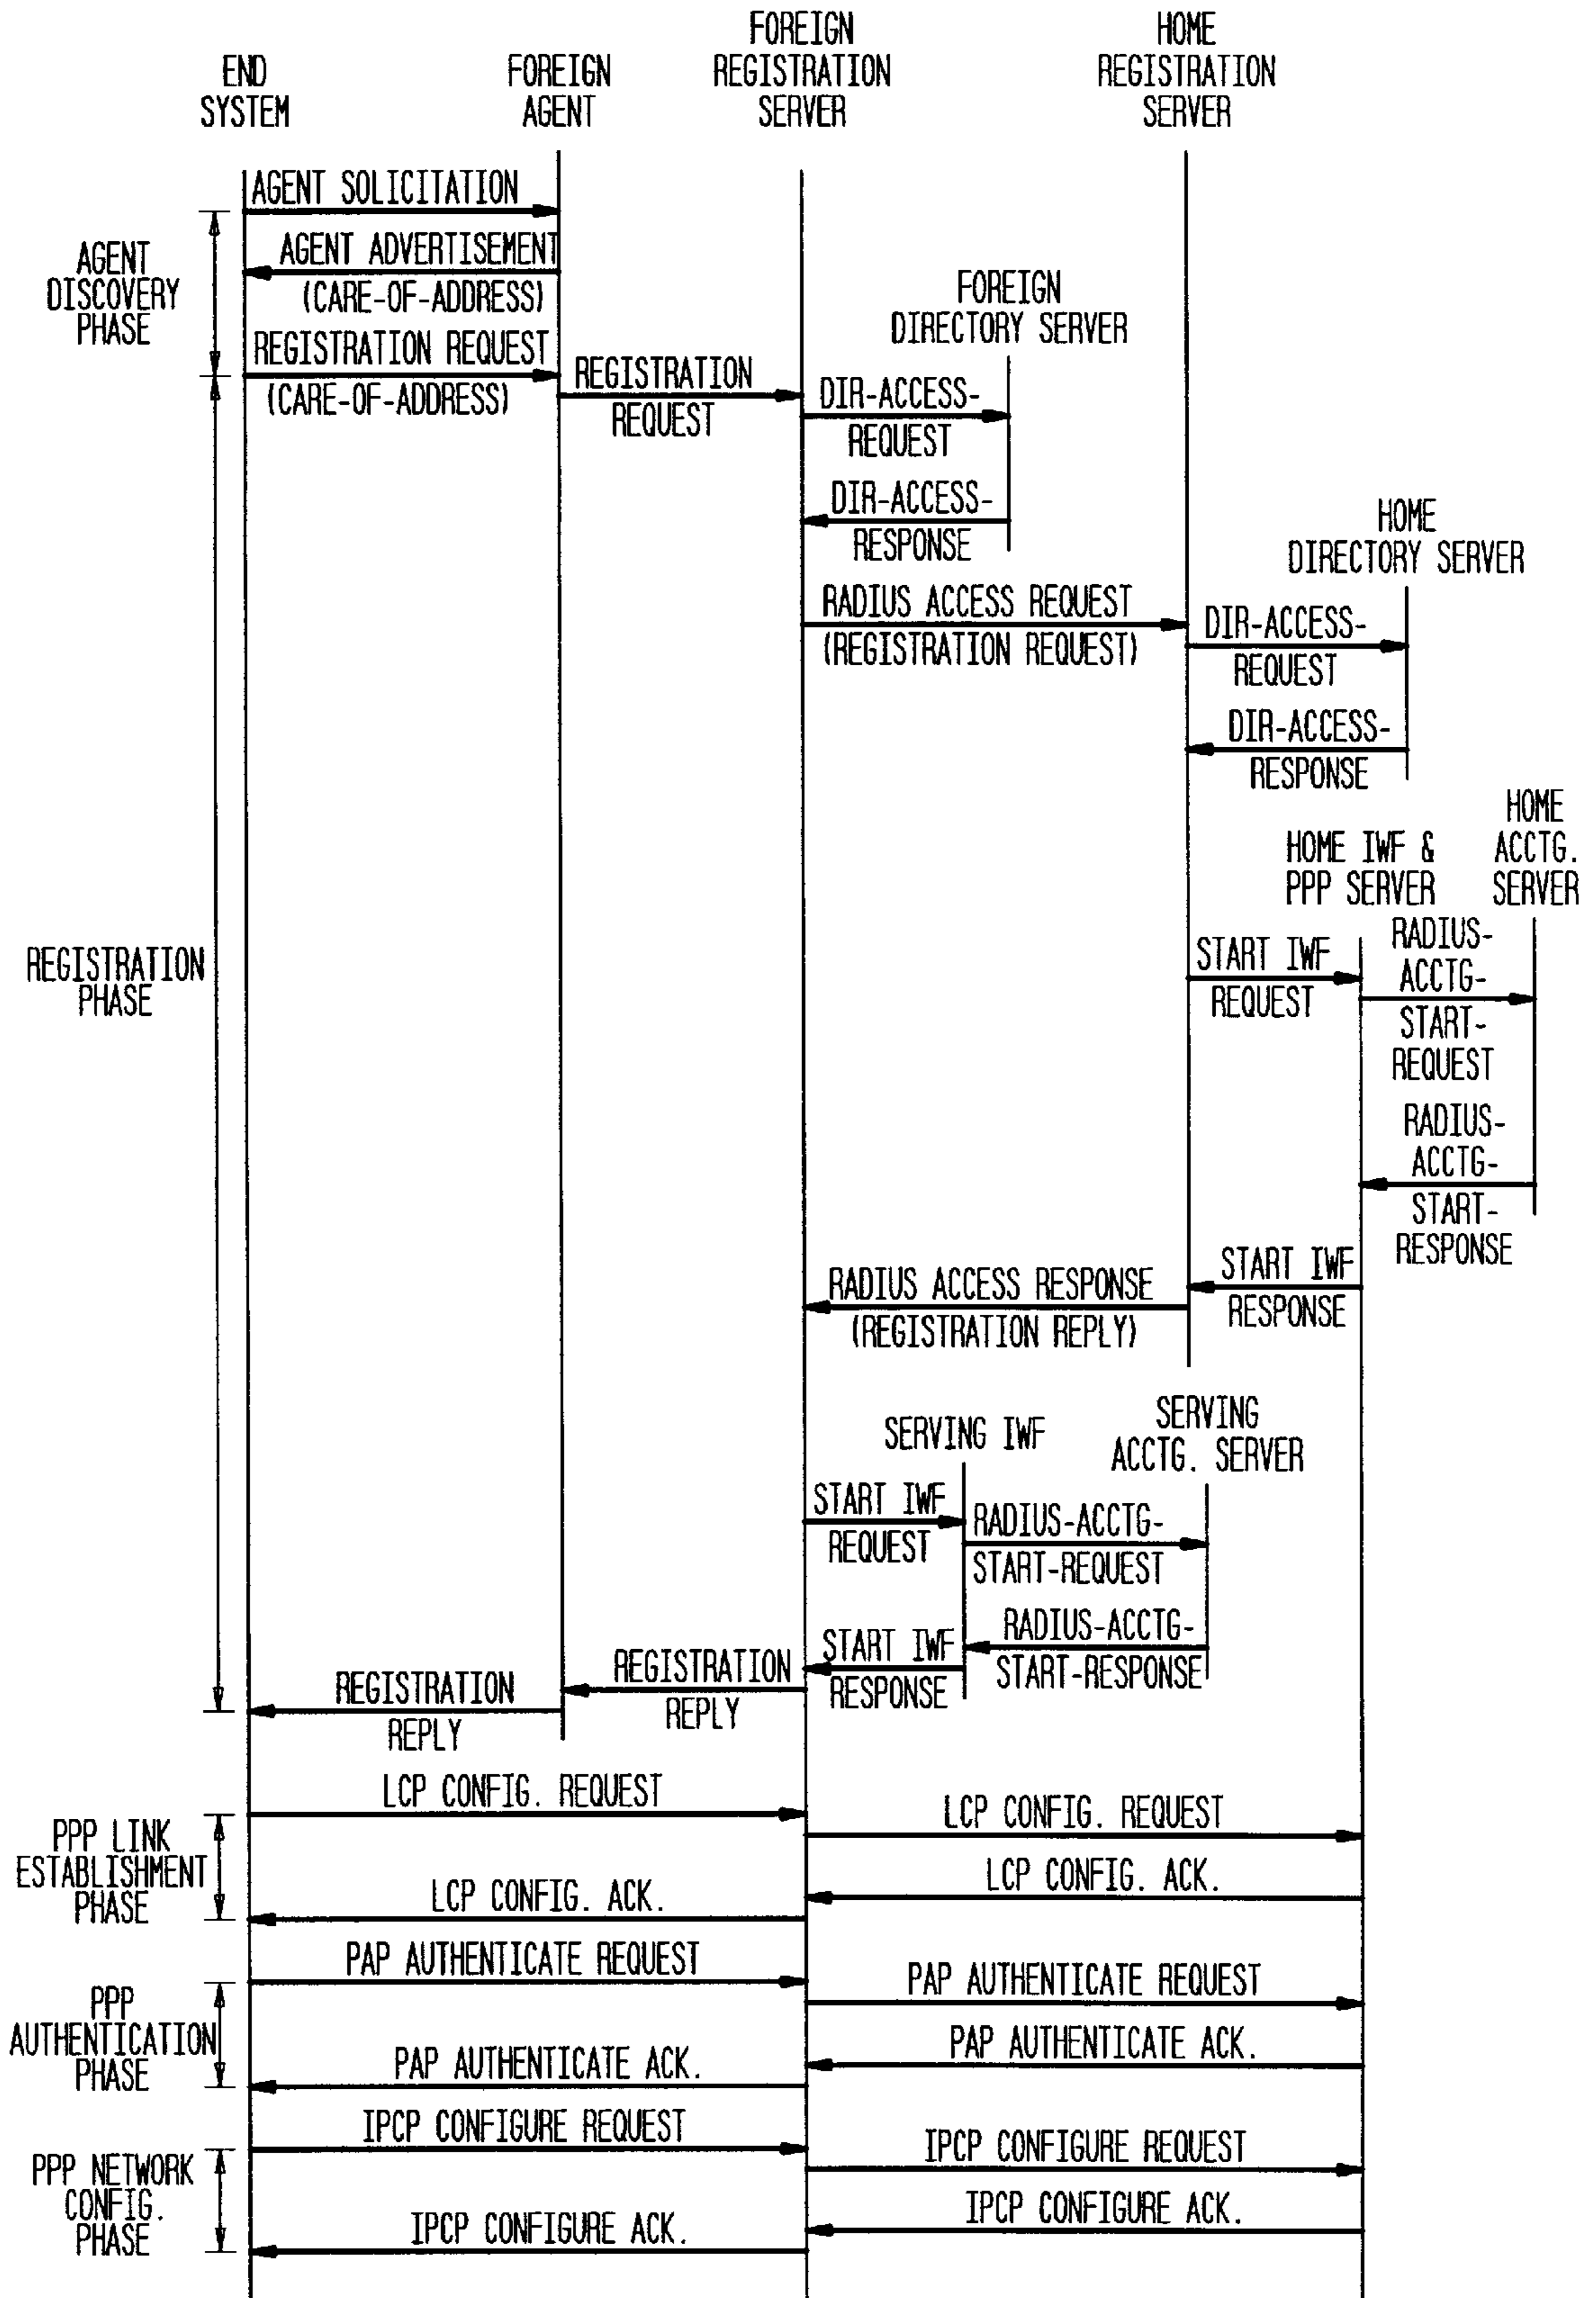 END
SYSTEM
FOREIGN
AGENT
FOREIGN
REGISTRATION
SERVER
HOME
REGISTRATION
SERVER
AGENT SOLICITATION
AGENT ADVERTISEMENT
(CARE-OF-ADDRESS)
AGENT
DISCOVERY
PHASE
REGISTRATION REQUEST
(CARE-OF-ADDRESS)
REGISTRATION
REQUEST
FOREIGN
DIRECTORY SERVER
DIR-ACCESS-
REQUEST
DIR-ACCESS-
RESPONSE
HOME
DIRECTORY SERVER
RADIUS ACCESS REQUEST
(REGISTRATION REQUEST)
DIR-ACCESS-
REQUEST
DIR-ACCESS-
RESPONSE
HOME IWF &
PPP SERVER
HOME
ACCTG.
SERVER
REGISTRATION
PHASE
START IWF
REQUEST
RADIUS-
ACCTG-
START-
REQUEST
RADIUS-
ACCTG-
START-
RESPONSE
START IWF
RESPONSE
RADIUS ACCESS RESPONSE
(REGISTRATION REPLY)
SERVING IWF
SERVING
ACCTG. SERVER
START IWF
REQUEST
RADIUS-ACCTG-
START-REQUEST
RADIUS-ACCTG-
START-RESPONSE
START IWF
RESPONSE
REGISTRATION
REPLY
REGISTRATION
REPLY
LCP CONFIG. REQUEST
LCP CONFIG. REQUEST
PPP LINK
ESTABLISHMENT
PHASE
LCP CONFIG. ACK.
LCP CONFIG. ACK.
PAP AUTHENTICATE REQUEST
PAP AUTHENTICATE REQUEST
PPP
AUTHENTICATION
PHASE
PAP AUTHENTICATE ACK.
PAP AUTHENTICATE ACK.
IPCP CONFIGURE REQUEST
IPCP CONFIGURE REQUEST
PPP NETWORK
CONFIG.
PHASE
IPCP CONFIGURE ACK.
IPCP CONFIGURE ACK.